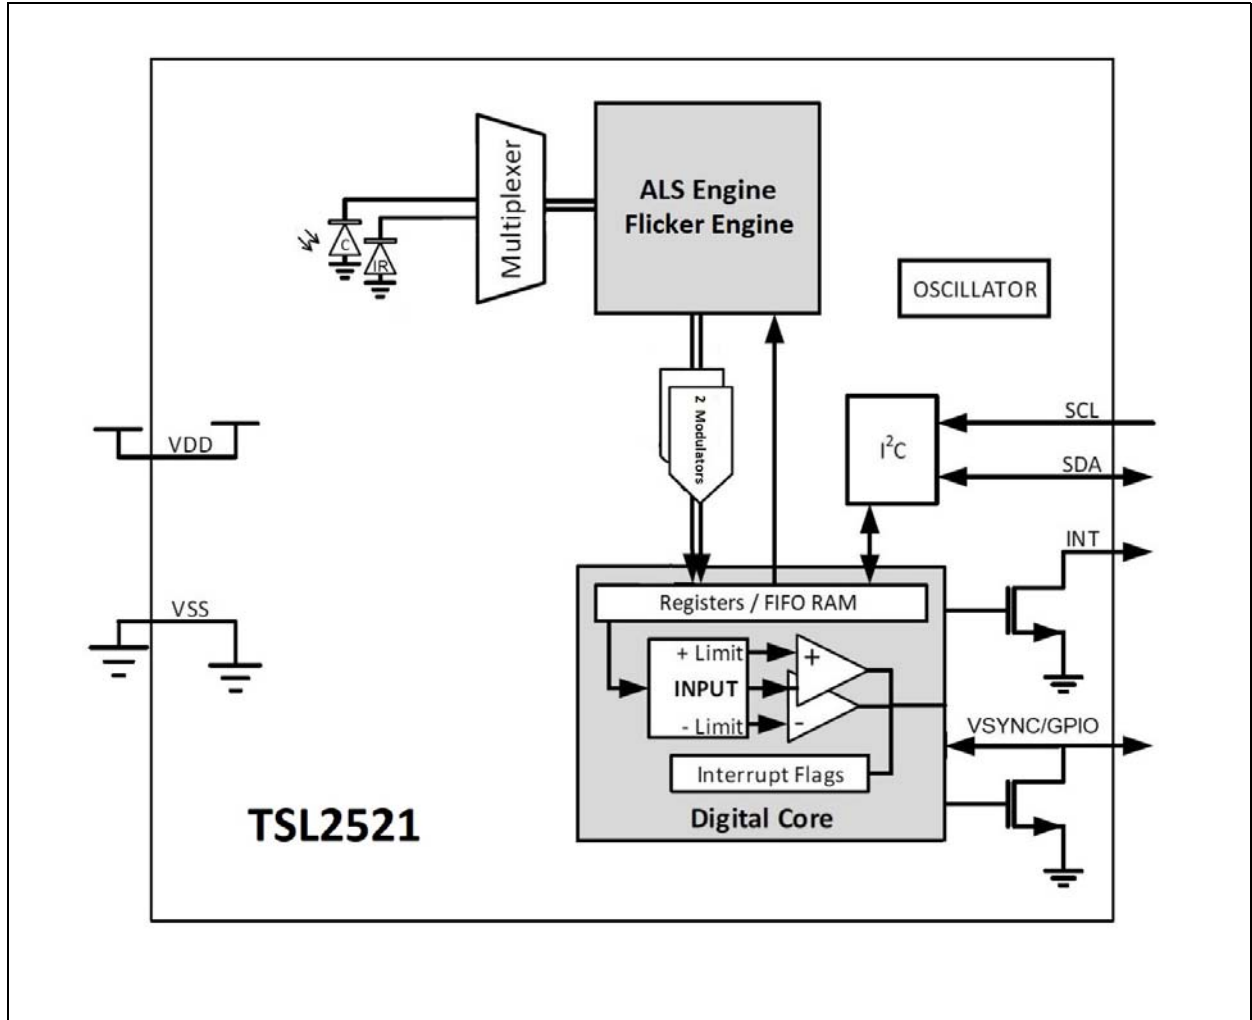 Multiplexer
ALS Engine
Flicker Engine
C
IR
OSCILLATOR
2 Modulators
I²C
SCL
SDA
VDD
INT
VSS
Registers / FIFO RAM
+ Limit
INPUT
- Limit
+
-
VSYNC/GPIO
Interrupt Flags
Digital Core
TSL2521